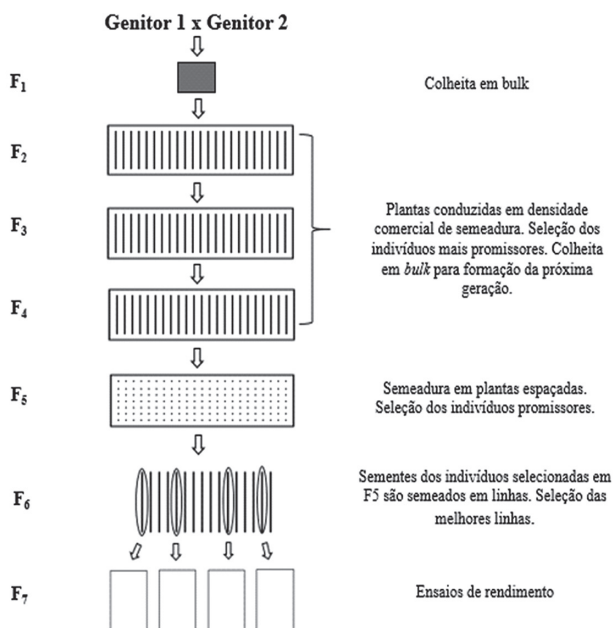 Genitor 1 x Genitor 2
F1
Colheita em bulk
F2
F3
Plantas conduzidas em densidade
comercial de semeadura. Seleção dos
indivíduos mais promissores. Colheita
em bulk para formação da próxima
geração.
F4
F5
Semeadura em plantas espaçadas.
Seleção dos indivíduos promissores.
F6
Sementes dos indivíduos selecionadas em
F5 são semeados em linhas. Seleção das
melhores linhas.
F7
Ensaios de rendimento